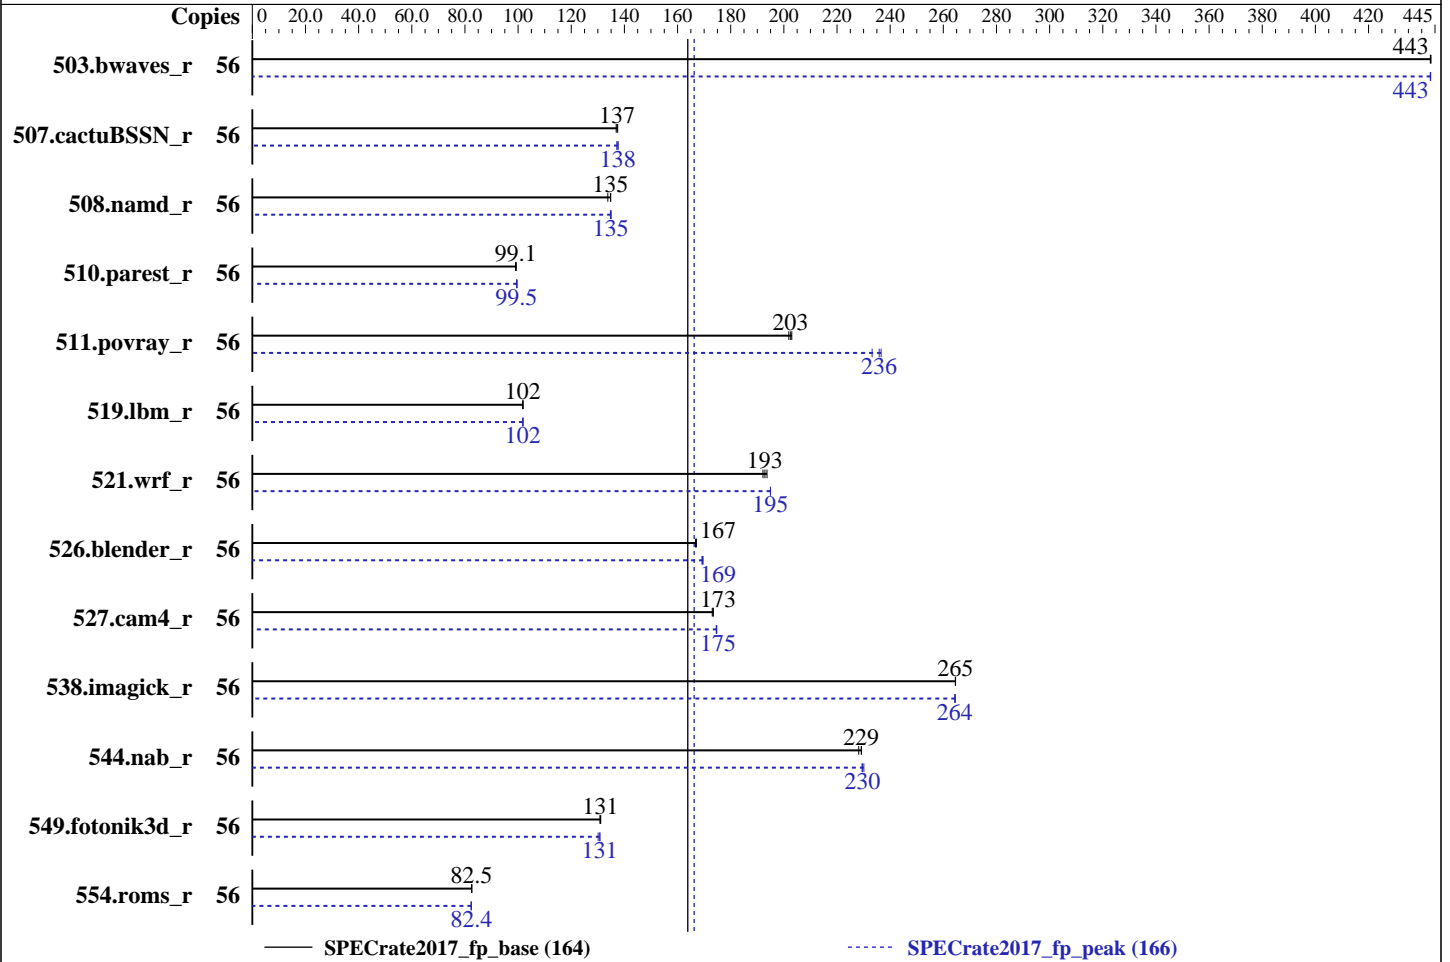 Copies 0 20.0 40.0 60.0 80.0 100 120 140 160 180 200 220 240 260 280 300 320 340 360 380 400 420 445
443
503.bwaves_r 56
443
137
507.cactuBSSN_r 56
138
135
508.namd_r 56
135
99.1
510.parest_r 56
99.5
203
511.povray_r 56
236
102
519.lbm_r 56
102
193
521.wrf_r 56
195
167
526.blender_r 56
169
173
527.cam4_r 56
175
265
538.imagick_r 56
264
229
544.nab_r 56
230
131
549.fotonik3d_r 56
131
82.5
554.roms_r 56
82.4
SPECrate2017_fp_base (164) SPECrate2017_fp_peak (166)